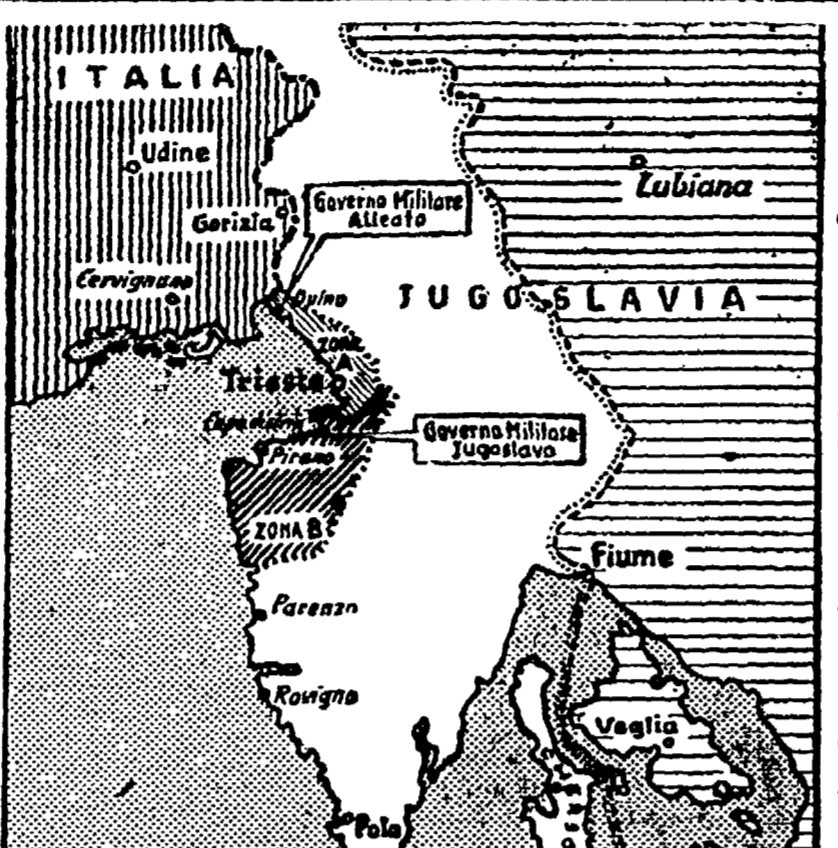 ITALIA
Udine
Lubiana
Gorizia
Governo Militare
Alleato
Cervignano
Duino
JUGOSLAVIA
ZONA
A
Trieste
Capodistria
Governo Militare
Jugoslavo
Pirano
ZONA B
Fiume
Parenzo
Rovigno
Veglia
Pola